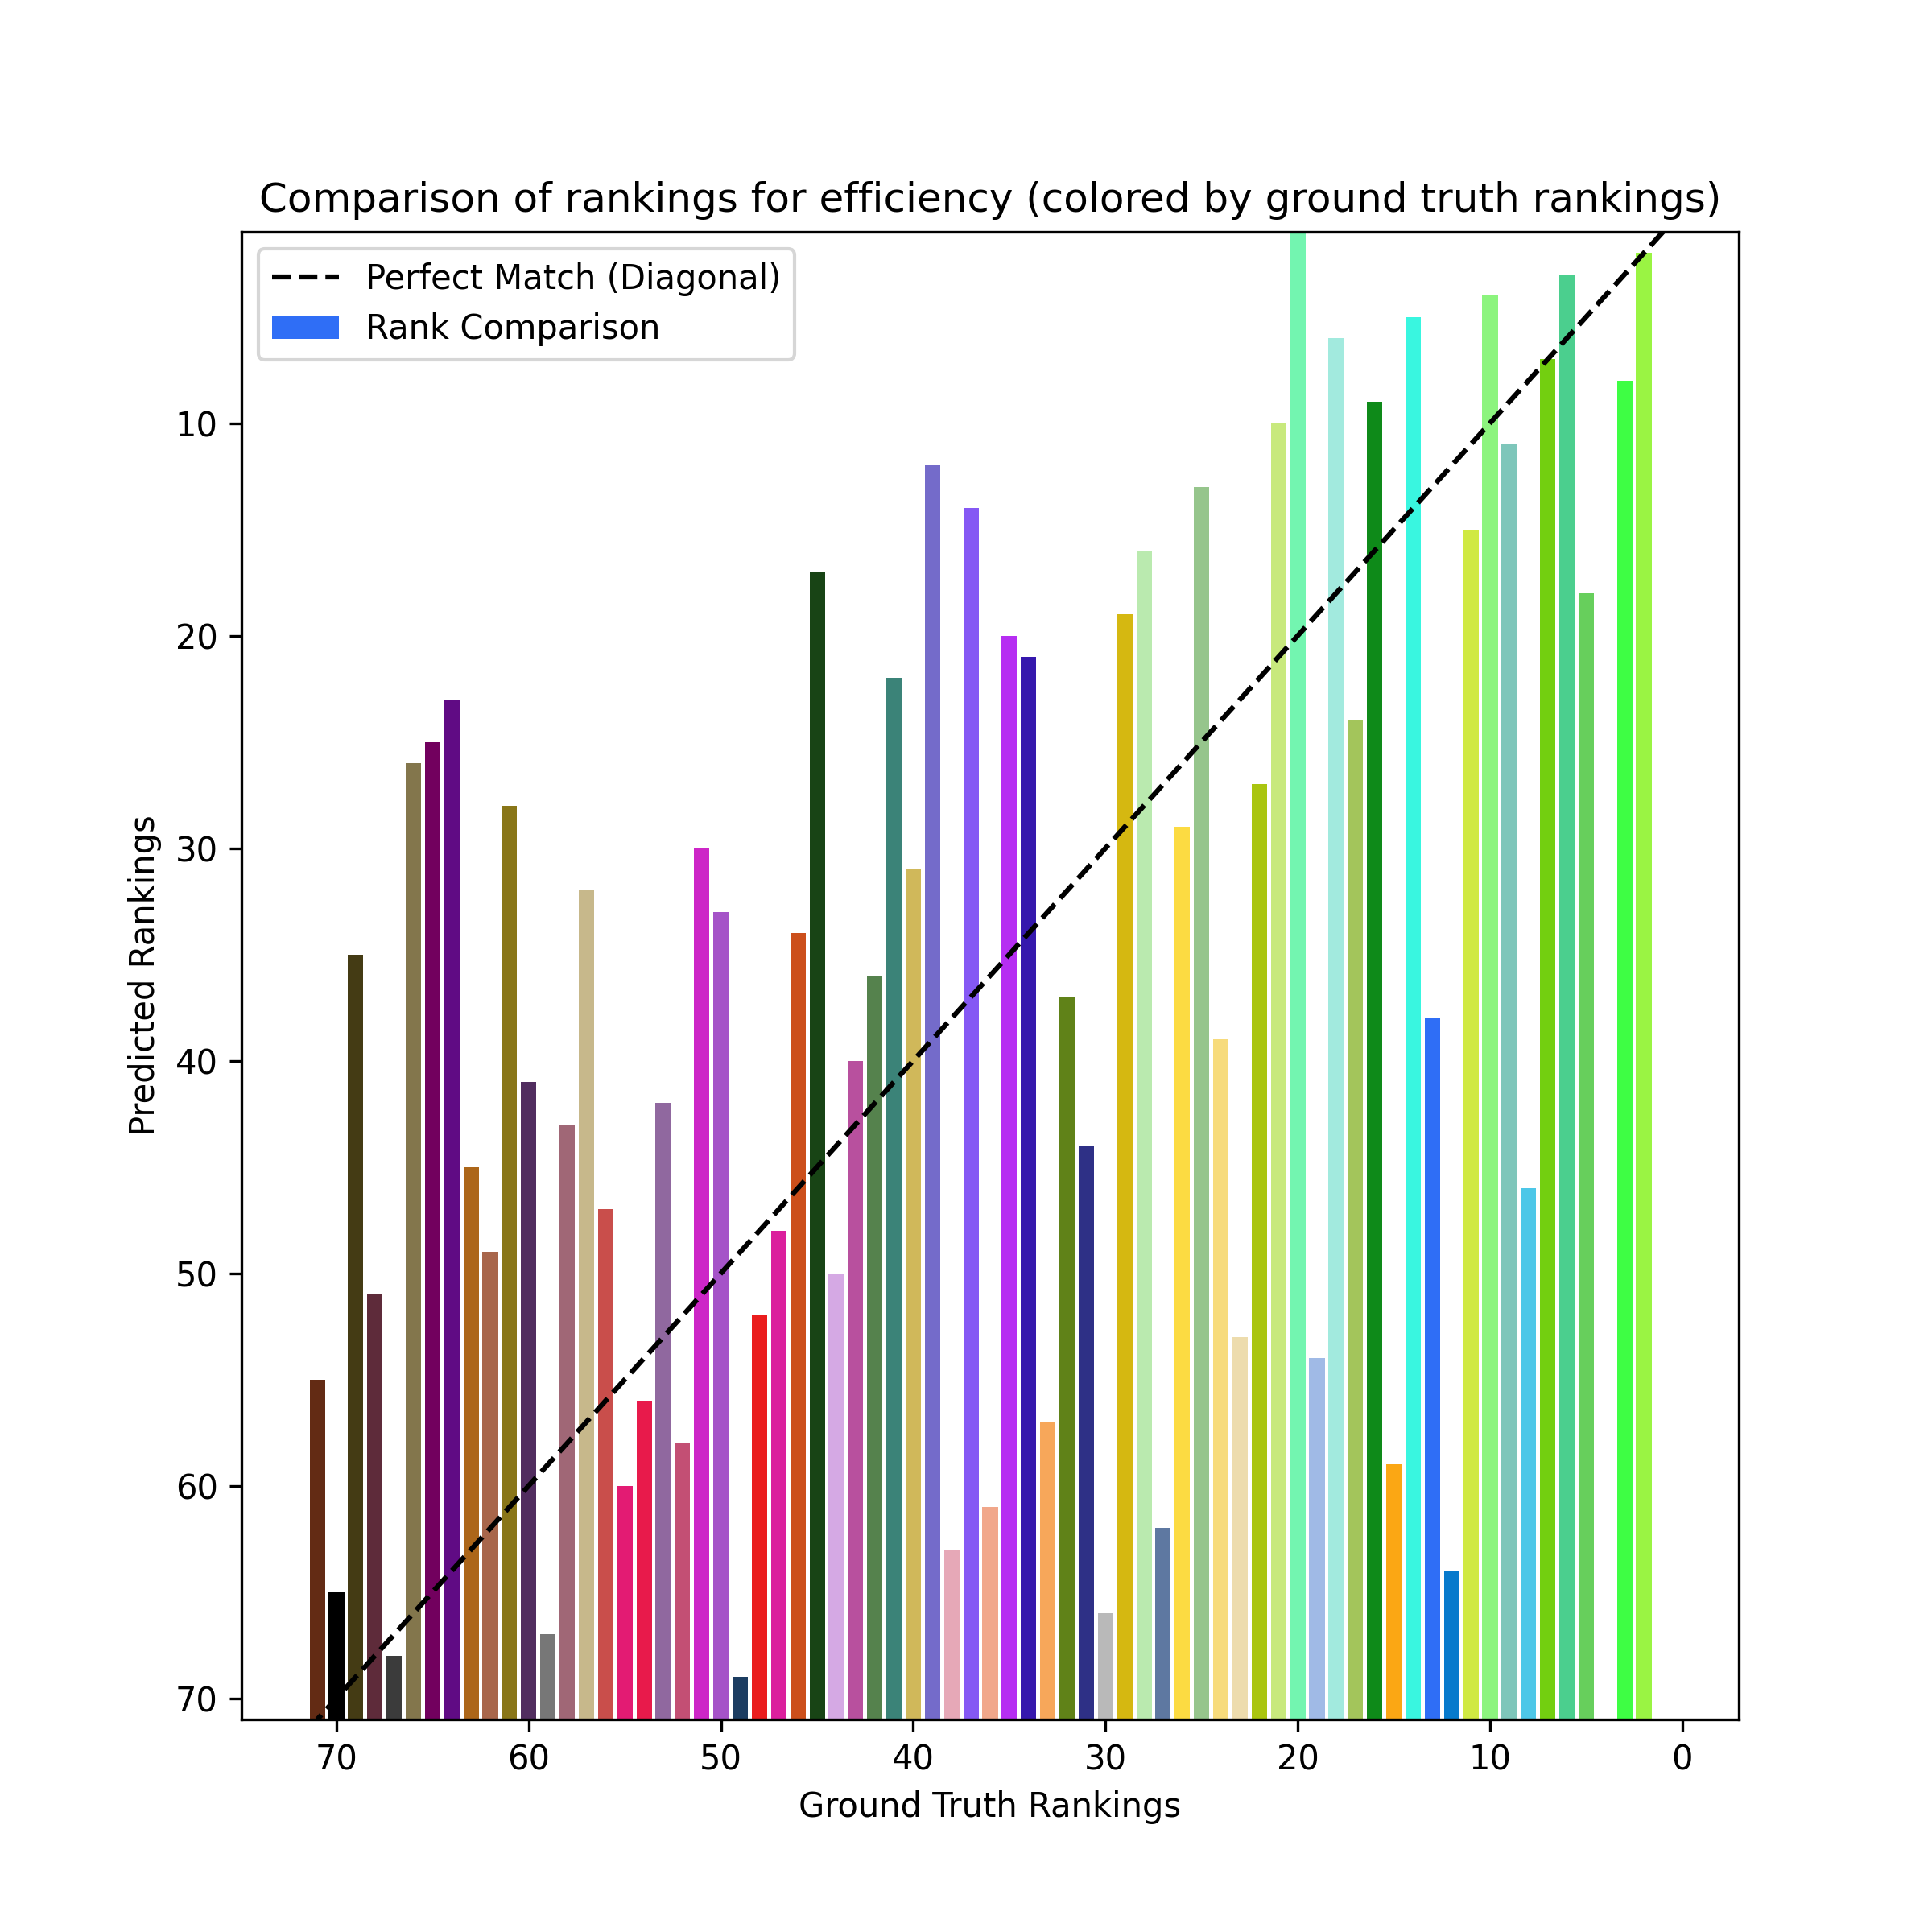 Comparison of rankings for efficiency (colored by ground truth rankings)
Perfect Match (Diagonal)
Rank Comparison
10
20
30
40
50
60
70
Predicted Rankings
70 60 50 40 30 20 10 0
Ground Truth Rankings